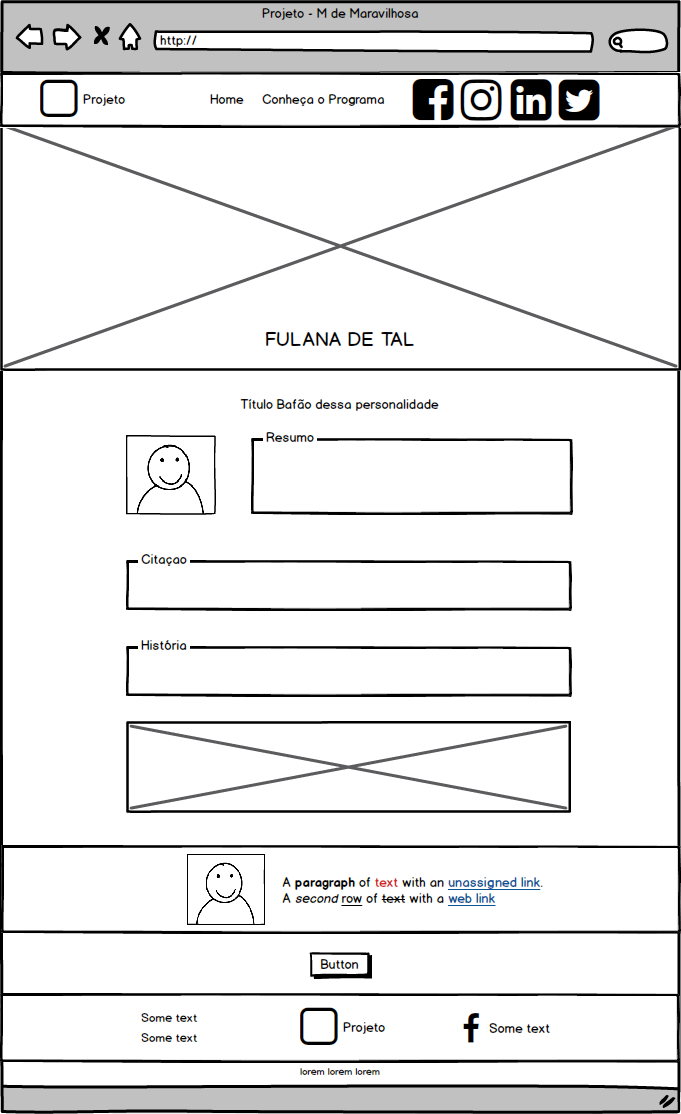 Projeto - M de Maravilhosa
http://
Projeto
Home
Conheça o Programa
FULANA DE TAL
Título Bafão dessa personalidade
Resumo
Citaçao
História
A paragraph of text with an unassigned link.
A second row of text with a web link
Button
Some text
Some text
Projeto
Some text
lorem lorem lorem